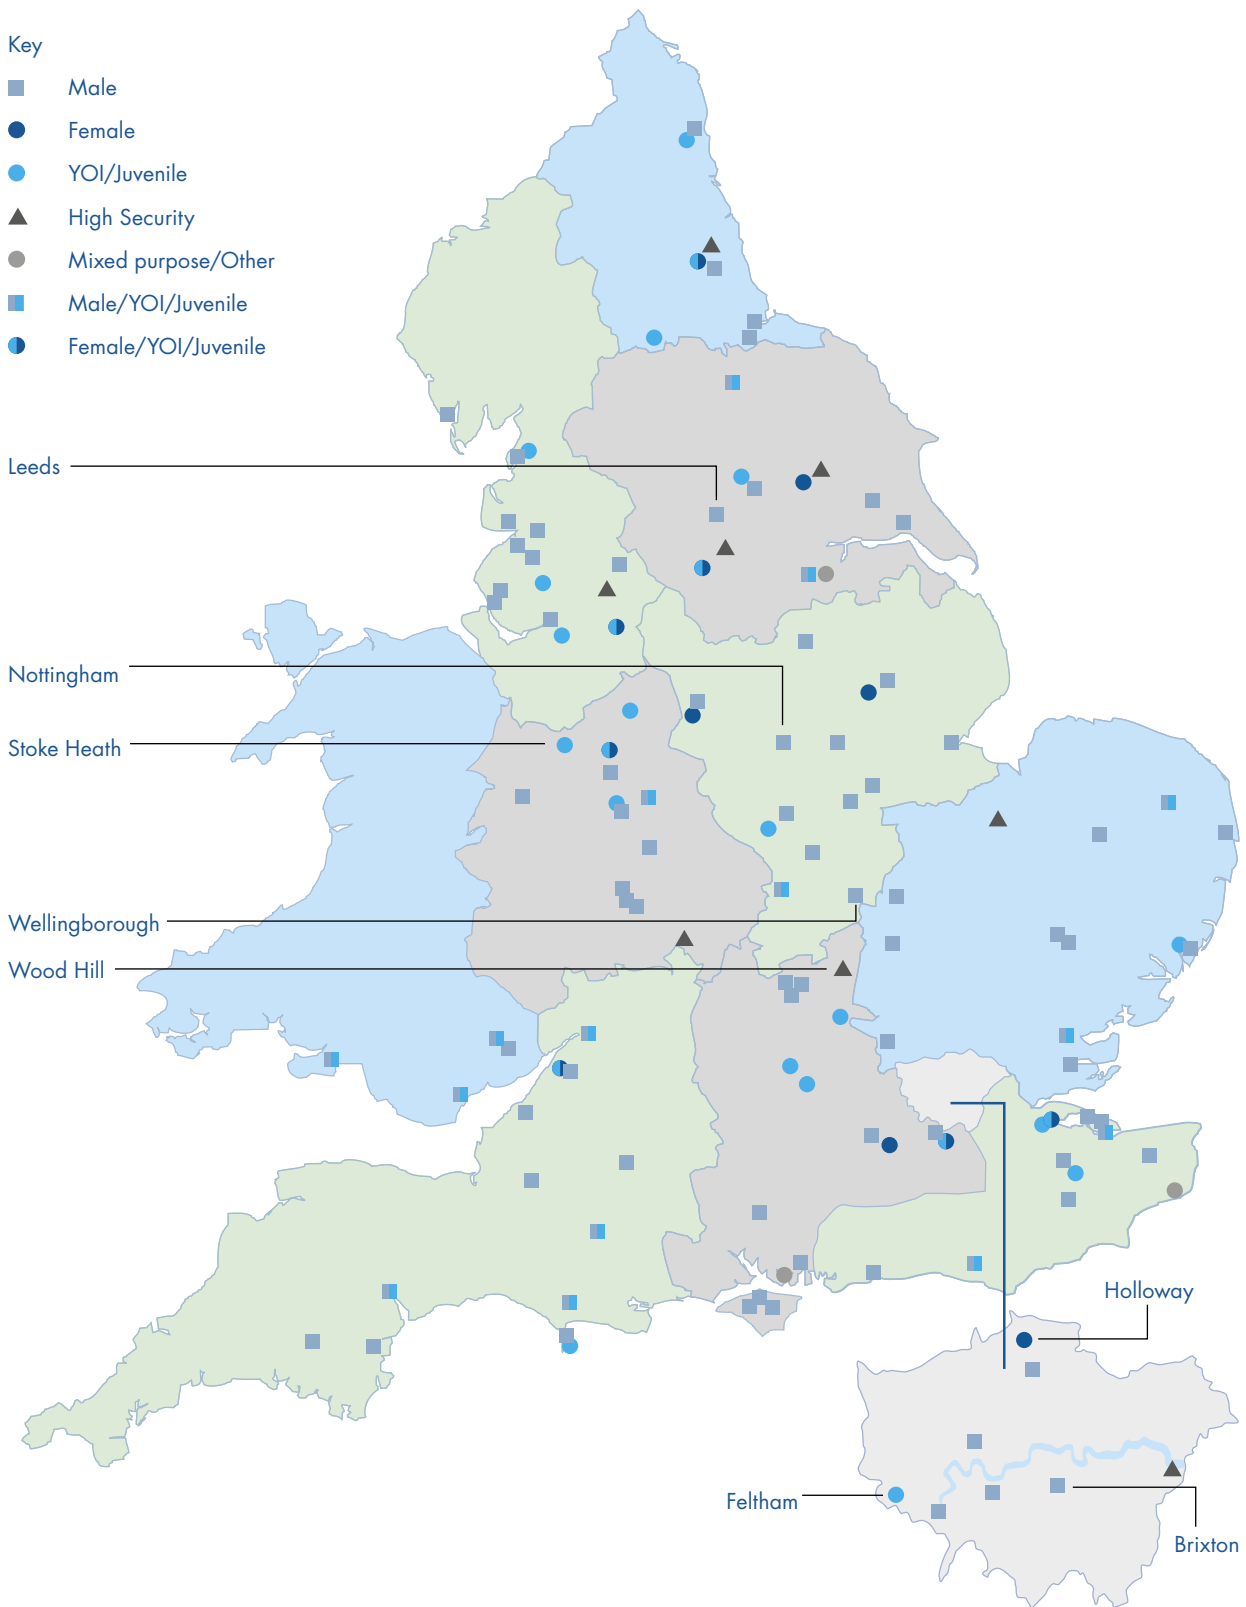 Key
Male
Female
YOI/Juvenile
High Security
Mixed purpose/Other
Male/YOI/Juvenile
Female/YOI/Juvenile
Leeds
Nottingham
Stoke Heath
Wellingborough
Wood Hill
Holloway
Feltham
Brixton